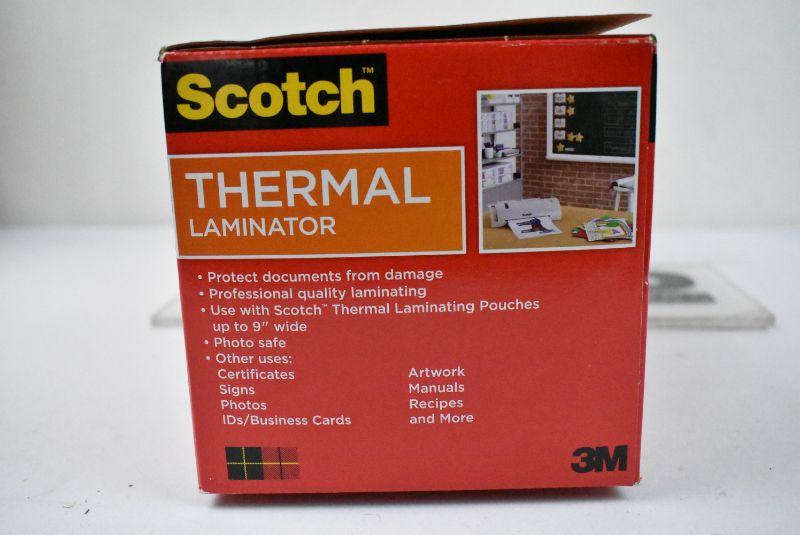 Scotch™
THERMAL
LAMINATOR
• Protect documents from damage
• Professional quality laminating
• Use with Scotch™ Thermal Laminating Pouches
up to 9" wide
• Photo safe
• Other uses:
Certificates
Signs
Photos
IDs/Business Cards
Artwork
Manuals
Recipes
and More
3M